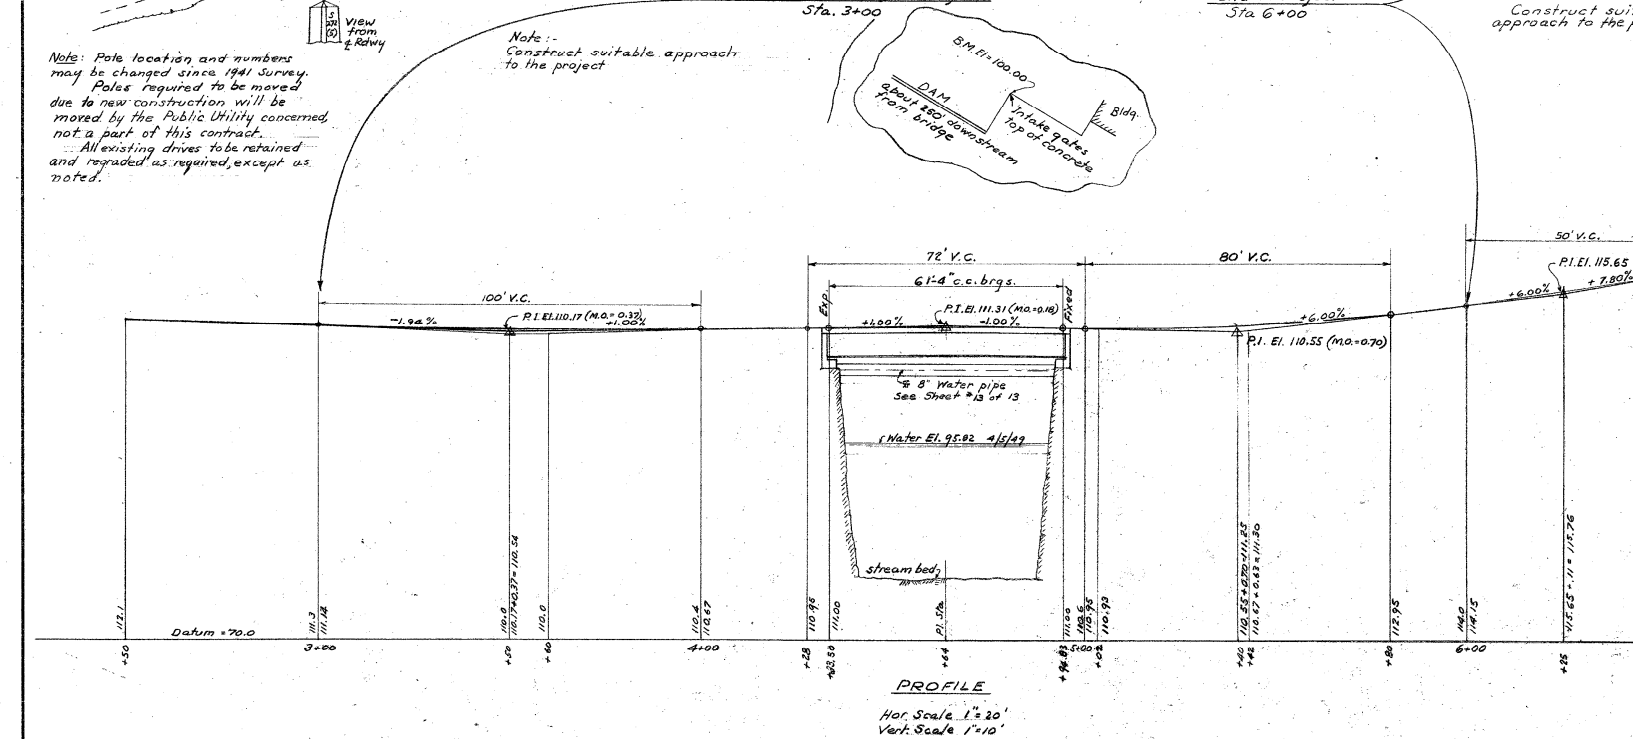 Sta. 3+00
Sta 6+00
Construct sui
approach to the p
S
(S)
View
from
℄ Rdwy
Note: Pole location and numbers
may be changed since 1941 Survey.
Poles required to be moved
due to new construction will be
moved by the Public Utility concerned,
not a part of this contract.
All existing drives to be retained
and regraded as required, except as
noted.
Note:-
Construct suitable approach
to the project
B.M. El = 100.00
DAM
about 250' downstream
from bridge
Intake gates
top of concrete
Bldg.
100' V.C.
-1.94%
P.I. El. 110.17 (M.O. = 0.37)
+1.00%
72' V.C.
61'-4" c.c. brgs.
Exp.
Fixed
+1.00%
P.I. El. 111.31 (M.O. = 0.18)
-1.00%
80' V.C.
+6.00%
P.I. El. 110.55 (M.O. = 0.70)
50' V.C.
P.I. El. 115.65
+6.00%
+7.80%
℄ 8" Water pipe
See Sheet #13 of 13
Water El. 95.82 4/5/49
stream bed
P.I. Sta.
112.1
111.3
111.14
110.0
110.17+0.37 = 110.54
110.0
110.4
110.67
110.95
111.00
111.00
110.6
110.95
110.93
110.55+0.70 = 111.25
110.67+0.63 = 111.30
112.95
114.0
114.15
115.65 + .11 = 115.76
Datum = 70.0
+50
3+00
+50
+60
4+00
+28
+33.50
+64
+94.83
5+00
+02
+40
+42
+80
6+00
+25
PROFILE
Hor. Scale 1"=20'
Vert. Scale 1"=10'